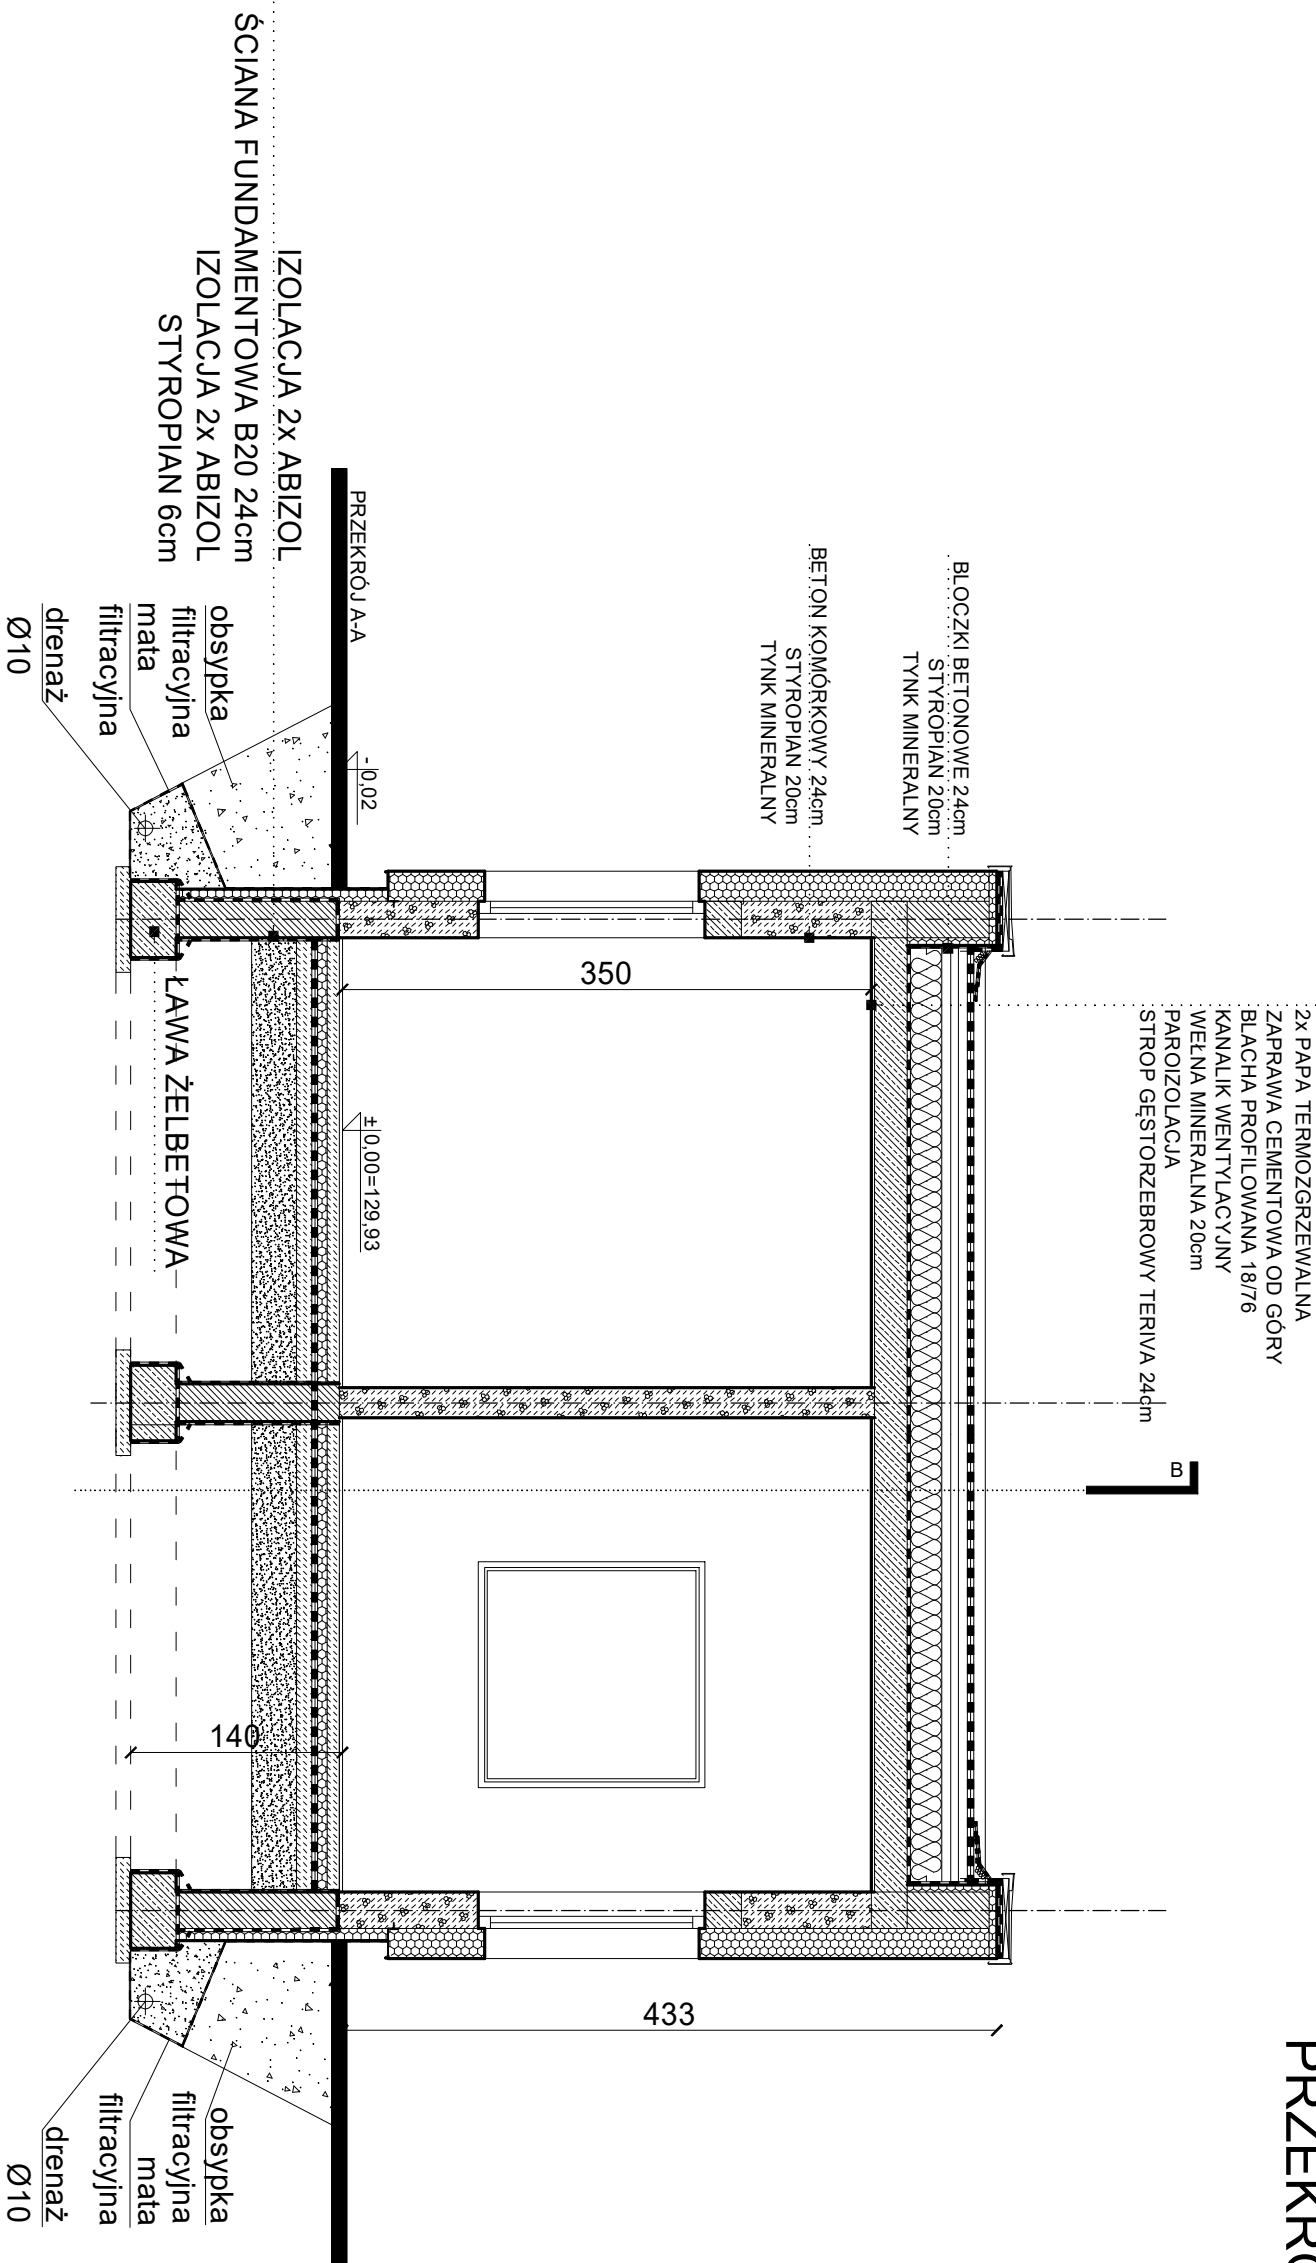 PRZEKRÓ
2x PAPA TERMOZGRZEWALNA
ZAPRAWA CEMENTOWA OD GÓRY
BLACHA PROFILOWANA 18/76
KANALIK WENTYLACYJNY
WEŁNA MINERALNA 20cm
PAROIZOLACJA
STROP GĘSTORZEBROWY TERIVA 24cm
B
BLOCZKI BETONOWE 24cm
STYROPIAN 20cm
TYNK MINERALNY
BETON KOMÓRKOWY 24cm
STYROPIAN 20cm
TYNK MINERALNY
350
433
140
PRZEKRÓJ A-A
- 0,02
± 0,00=129,93
IZOLACJA 2x ABIZOL
ŚCIANA FUNDAMENTOWA B20 24cm
IZOLACJA 2x ABIZOL
STYROPIAN 6cm
ŁAWA ŻELBETOWA
obsypka
filtracyjna
mata
filtracyjna
drenaż
Ø10
obsypka
filtracyjna
mata
filtracyjna
drenaż
Ø10